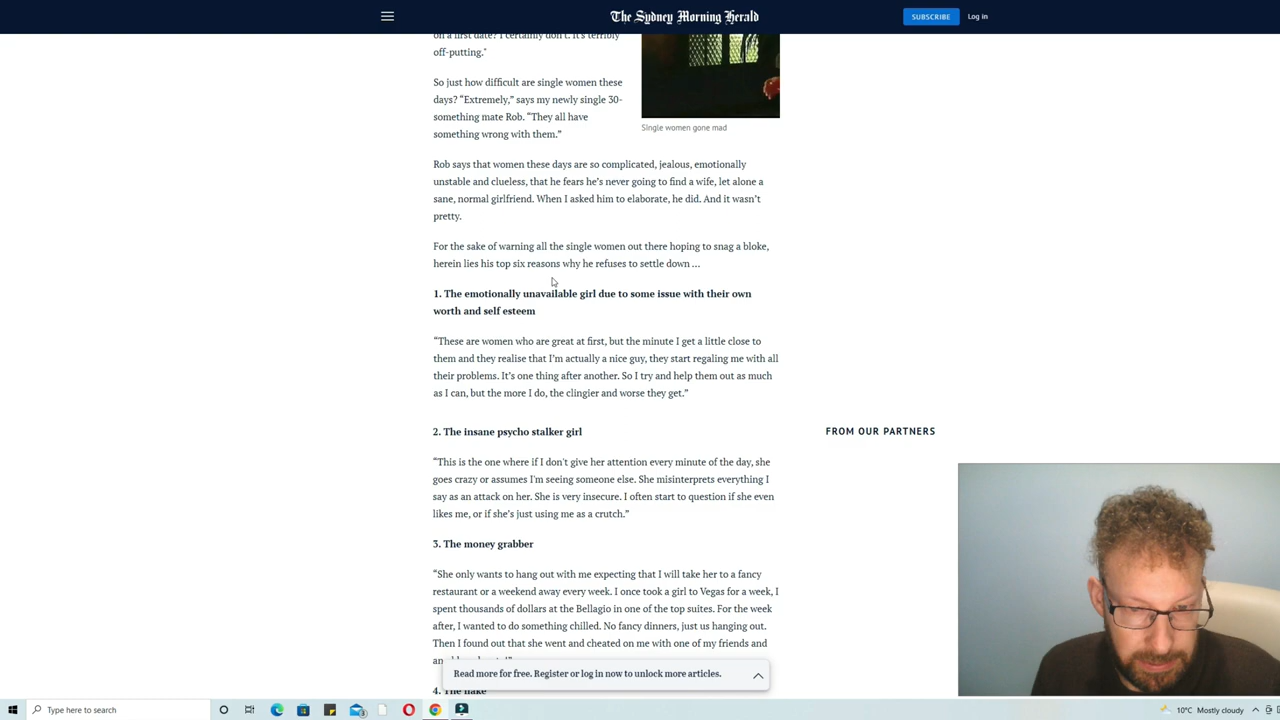 The Sydney Morning Herald
SUBSCRIBE
Log in
on a first date? I certainly don't. It's terribly
off-putting."
So just how difficult are single women these
days? “Extremely,” says my newly single 30-
something mate Rob. “They all have
something wrong with them.”
Single women gone mad
Rob says that women these days are so complicated, jealous, emotionally
unstable and clueless, that he fears he’s never going to find a wife, let alone a
sane, normal girlfriend. When I asked him to elaborate, he did. And it wasn’t
pretty.
For the sake of warning all the single women out there hoping to snag a bloke,
herein lies his top six reasons why he refuses to settle down ...
1. The emotionally unavailable girl due to some issue with their own
worth and self esteem
“These are women who are great at first, but the minute I get a little close to
them and they realise that I’m actually a nice guy, they start regaling me with all
their problems. It’s one thing after another. So I try and help them out as much
as I can, but the more I do, the clingier and worse they get.”
2. The insane psycho stalker girl
“This is the one where if I don't give her attention every minute of the day, she
goes crazy or assumes I'm seeing someone else. She misinterprets everything I
say as an attack on her. She is very insecure. I often start to question if she even
likes me, or if she’s just using me as a crutch.”
3. The money grabber
“She only wants to hang out with me expecting that I will take her to a fancy
restaurant or a weekend away every week. I once took a girl to Vegas for a week, I
spent thousands of dollars at the Bellagio in one of the top suites. For the week
after, I wanted to do something chilled. No fancy dinners, just us hanging out.
Then I found out that she went and cheated on me with one of my friends and
FROM OUR PARTNERS
Read more for free. Register or log in now to unlock more articles.
4. The fake
Type here to search
10°C Mostly cloudy